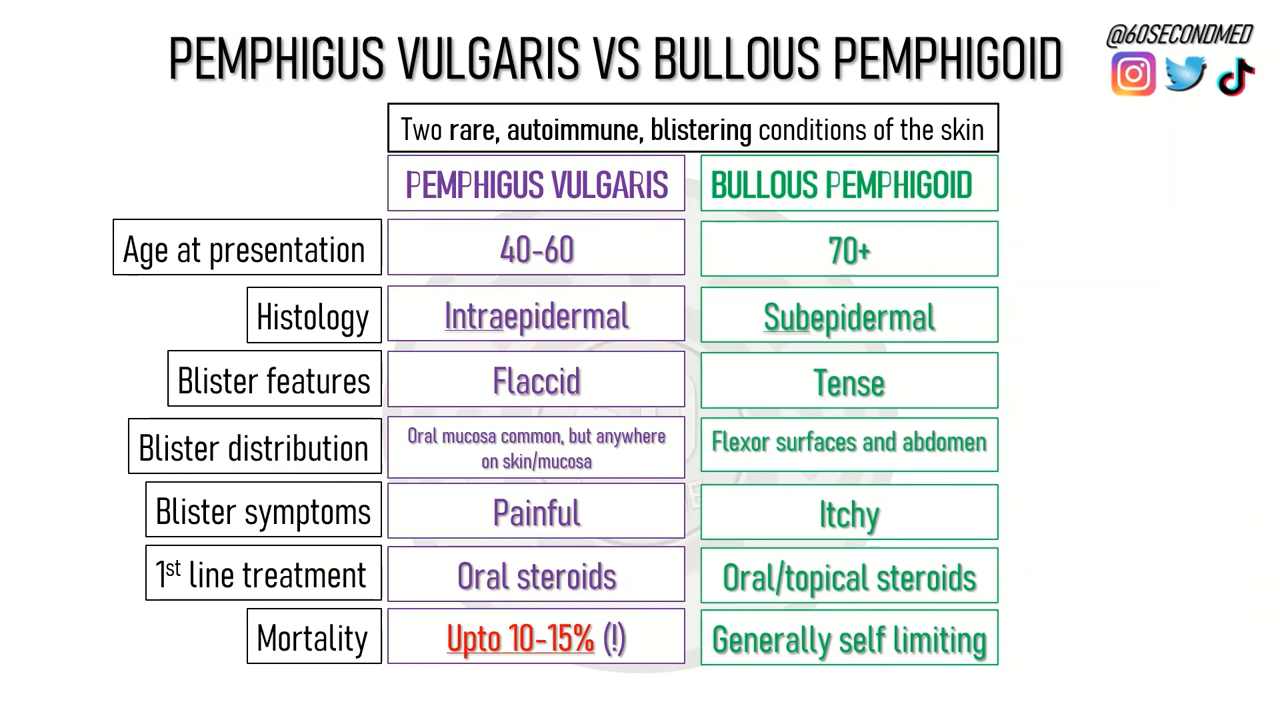 @60SECONDMED
PEMPHIGUS VULGARIS VS BULLOUS PEMPHIGOID
Two rare, autoimmune, blistering conditions of the skin
PEMPHIGUS VULGARIS BULLOUS PEMPHIGOID
Age at presentation 40-60 70+
Histology Intraepidermal Subepidermal
Blister features Flaccid Tense
Blister distribution Oral mucosa common, but anywhere Flexor surfaces and abdomen
on skin/mucosa
Blister symptoms Painful Itchy
1st line treatment Oral steroids Oral/topical steroids
Mortality Upto 10-15% (!) Generally self limiting